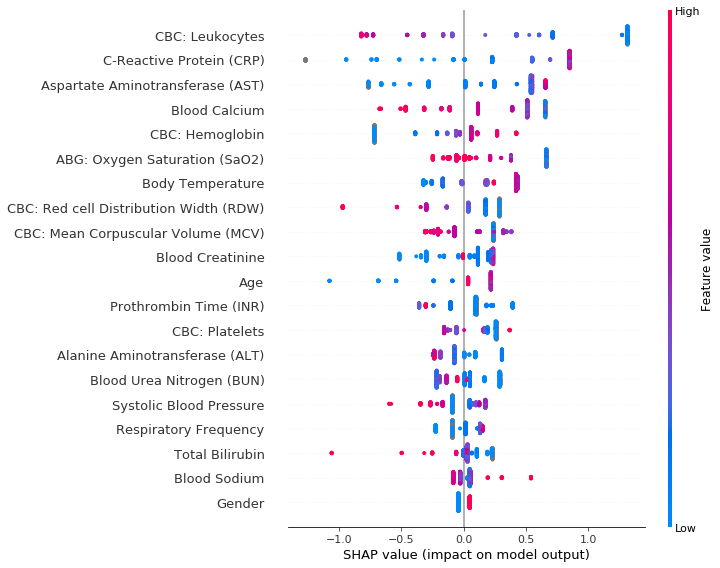 High
CBC: Leukocytes
C-Reactive Protein (CRP)
Aspartate Aminotransferase (AST)
Blood Calcium
CBC: Hemoglobin
ABG: Oxygen Saturation (SaO2)
Body Temperature
CBC: Red cell Distribution Width (RDW)
CBC: Mean Corpuscular Volume (MCV)
Blood Creatinine
Age
Prothrombin Time (INR)
CBC: Platelets
Alanine Aminotransferase (ALT)
Blood Urea Nitrogen (BUN)
Systolic Blood Pressure
Respiratory Frequency
Total Bilirubin
Blood Sodium
Gender
Feature value
Low
−1.0 −0.5 0.0 0.5 1.0
SHAP value (impact on model output)